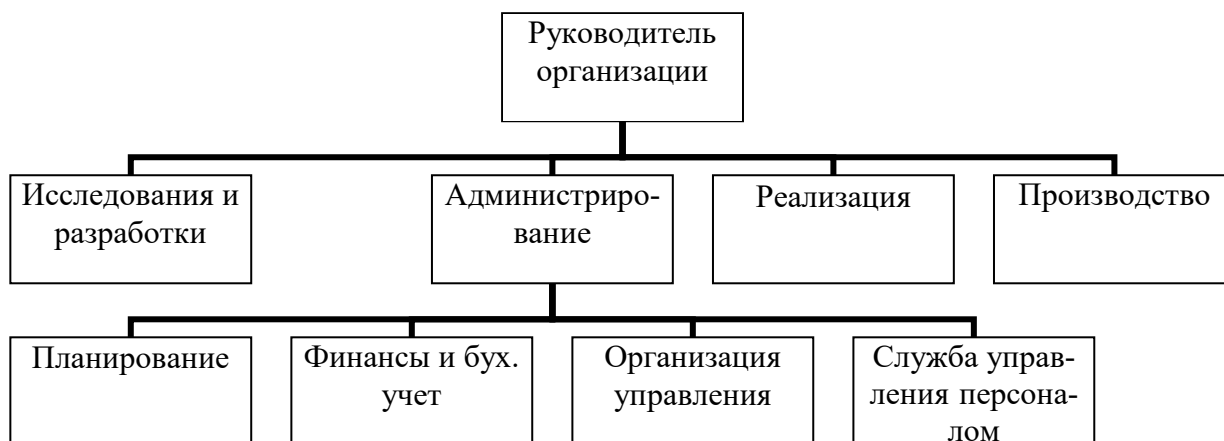 Руководитель
организации
Исследования и
разработки
Администриро-
вание
Реализация
Производство
Планирование
Финансы и бух.
учет
Организация
управления
Служба управ-
ления персона-
лом